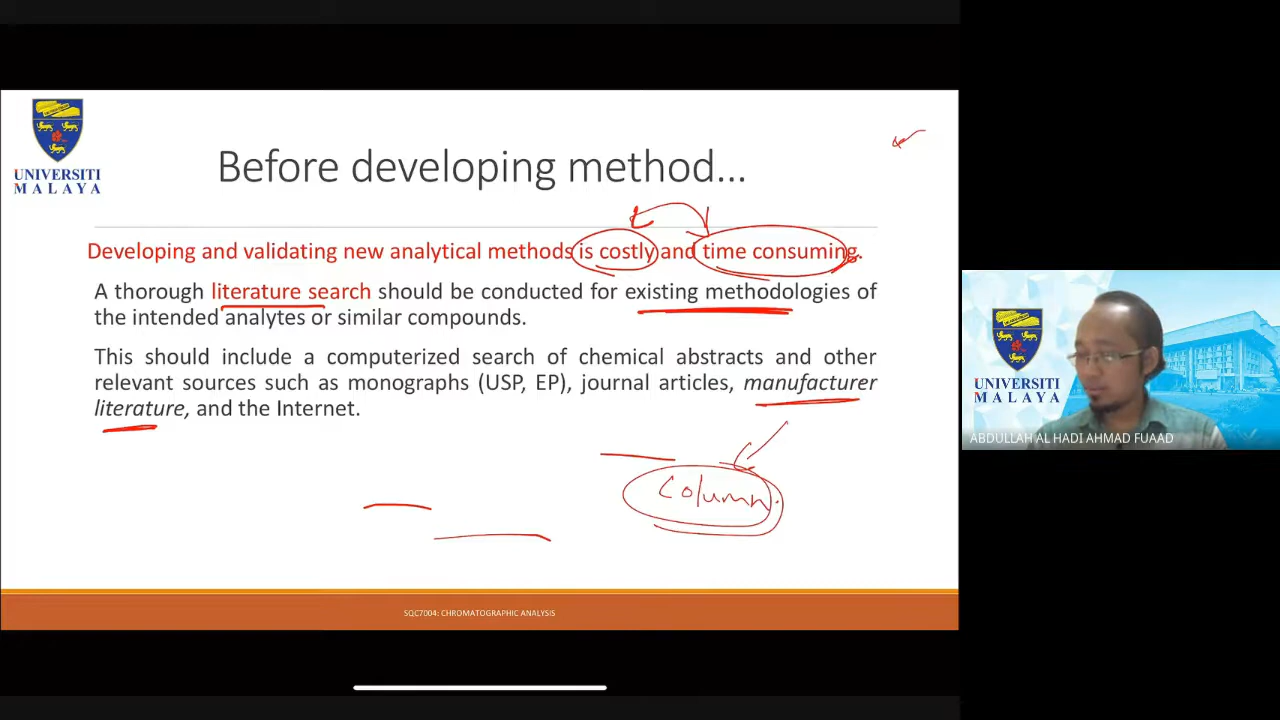 UNIVERSITI
MALAYA
Before developing method...
Developing and validating new analytical methods is costly and time consuming.
A thorough literature search should be conducted for existing methodologies of
the intended analytes or similar compounds.
This should include a computerized search of chemical abstracts and other
relevant sources such as monographs (USP, EP), journal articles, manufacturer
literature, and the Internet.
Column.
SQC7004: CHROMATOGRAPHIC ANALYSIS
UNIVERSITI
MALAYA
ABDULLAH AL HADI AHMAD FUAAD